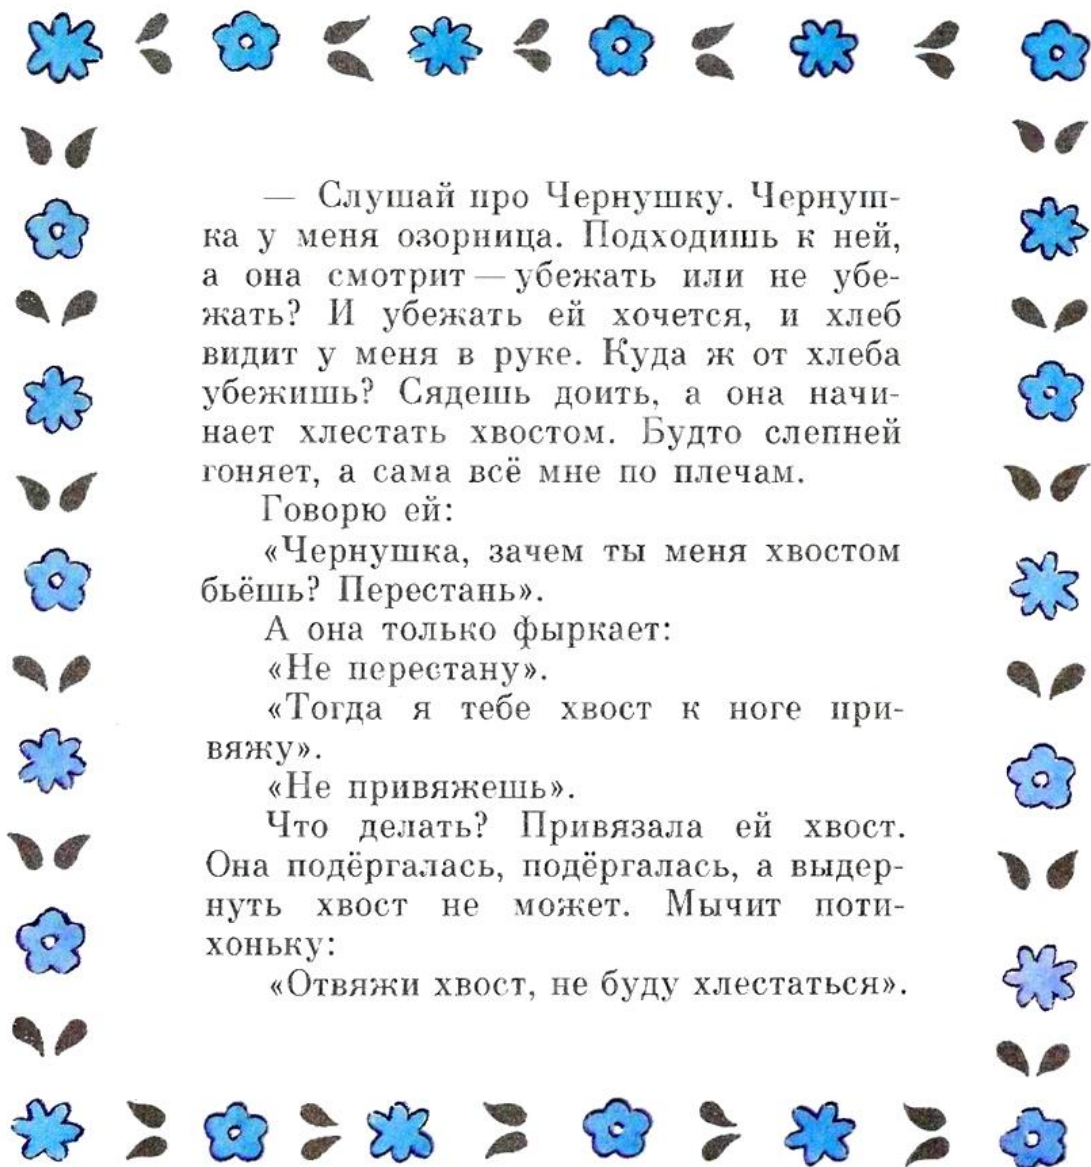 — Слушай про Чернушку. Чернуш-
ка у меня озорница. Подходишь к ней,
а она смотрит — убежать или не убе-
жать? И убежать ей хочется, и хлеб
видит у меня в руке. Куда ж от хлеба
убежишь? Сядешь доить, а она начи-
нает хлестать хвостом. Будто слепней
гоняет, а сама всё мне по плечам.
Говорю ей:
«Чернушка, зачем ты меня хвостом
бьёшь? Перестань».
А она только фыркает:
«Не перестану».
«Тогда я тебе хвост к ноге при-
вяжу».
«Не привяжешь».
Что делать? Привязала ей хвост.
Она подёргалась, подёргалась, а выдер-
нуть хвост не может. Мычит поти-
хоньку:
«Отвяжи хвост, не буду хлестаться».